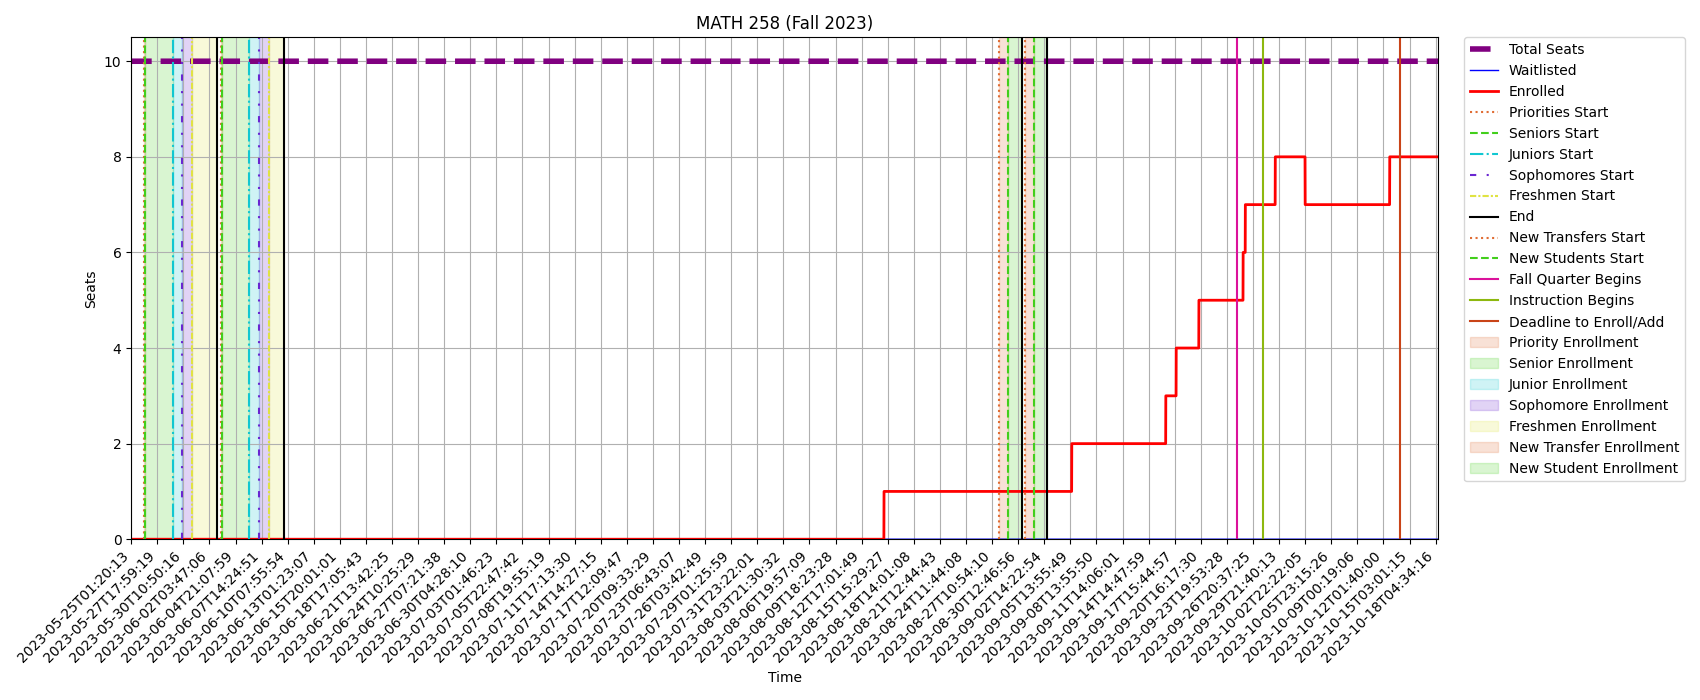 MATH 258 (Fall 2023)
Seats
10
8
6
4
2
0
2023-05-25T01:20:13
2023-05-27T17:59:19
2023-05-30T10:50:16
2023-06-02T03:47:06
2023-06-04T21:07:59
2023-06-07T14:24:51
2023-06-10T07:55:54
2023-06-13T01:23:07
2023-06-15T20:01:01
2023-06-18T17:05:43
2023-06-21T13:42:25
2023-06-24T10:25:29
2023-06-27T07:21:38
2023-06-30T04:28:10
2023-07-03T01:46:23
2023-07-05T22:47:42
2023-07-08T19:55:19
2023-07-11T17:13:30
2023-07-14T14:27:15
2023-07-17T12:09:47
2023-07-20T09:33:29
2023-07-23T06:43:07
2023-07-26T03:42:49
2023-07-29T01:25:59
2023-07-31T23:22:01
2023-08-03T21:30:32
2023-08-06T19:57:09
2023-08-09T18:23:28
2023-08-12T17:01:49
2023-08-15T15:29:27
2023-08-18T14:01:08
2023-08-21T12:44:43
2023-08-24T11:44:08
2023-08-27T10:54:10
2023-08-30T12:46:50
2023-09-02T14:22:54
2023-09-05T13:55:49
2023-09-08T13:55:50
2023-09-11T14:06:01
2023-09-14T14:47:59
2023-09-17T15:44:57
2023-09-20T16:17:30
2023-09-23T19:53:28
2023-09-26T20:37:25
2023-09-29T21:40:13
2023-10-02T22:22:05
2023-10-05T23:15:26
2023-10-09T00:19:06
2023-10-12T01:40:00
2023-10-15T03:01:15
2023-10-18T04:34:16
Time
Total Seats
Waitlisted
Enrolled
Priorities Start
Seniors Start
Juniors Start
Sophomores Start
Freshmen Start
End
New Transfers Start
New Students Start
Fall Quarter Begins
Instruction Begins
Deadline to Enroll/Add
Priority Enrollment
Senior Enrollment
Junior Enrollment
Sophomore Enrollment
Freshmen Enrollment
New Transfer Enrollment
New Student Enrollment